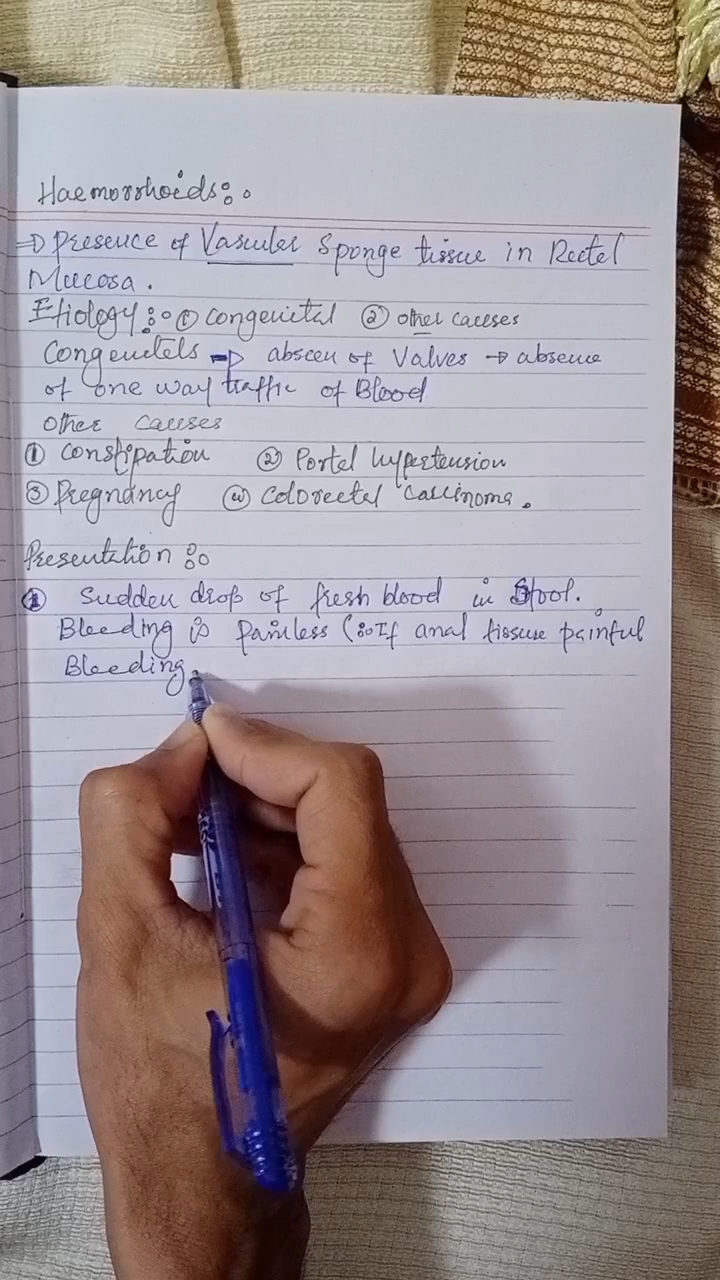 Haemorrhoids:-
⇒ Presence of Vascular Sponge tissue in Rectal
Mucosa.
Etiology:- ① Congenital ② other causes
Congenitals → absceu of Valves → absence
of one way traffic of Blood
other causes
① Constipation ② Portal hypertension
③ Pregnancy ④ Colorectal Carcinoma.
Presentation :-
① Sudden drop of fresh blood in Stool.
Bleeding is Painless (: If anal tissue painful
Bleeding